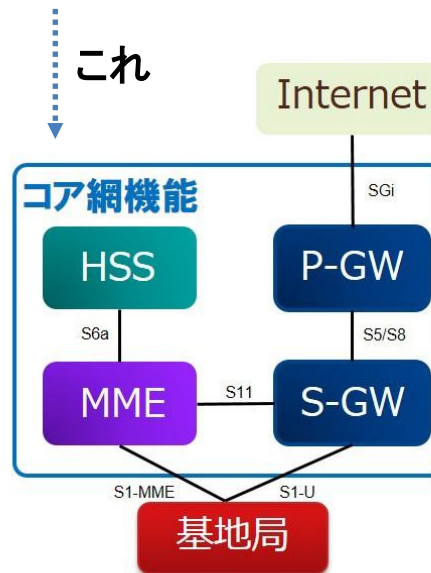 これ
Internet
SGi
コア網機能
HSS
P-GW
S6a
S5/S8
MME
S11
S-GW
S1-MME
S1-U
基地局